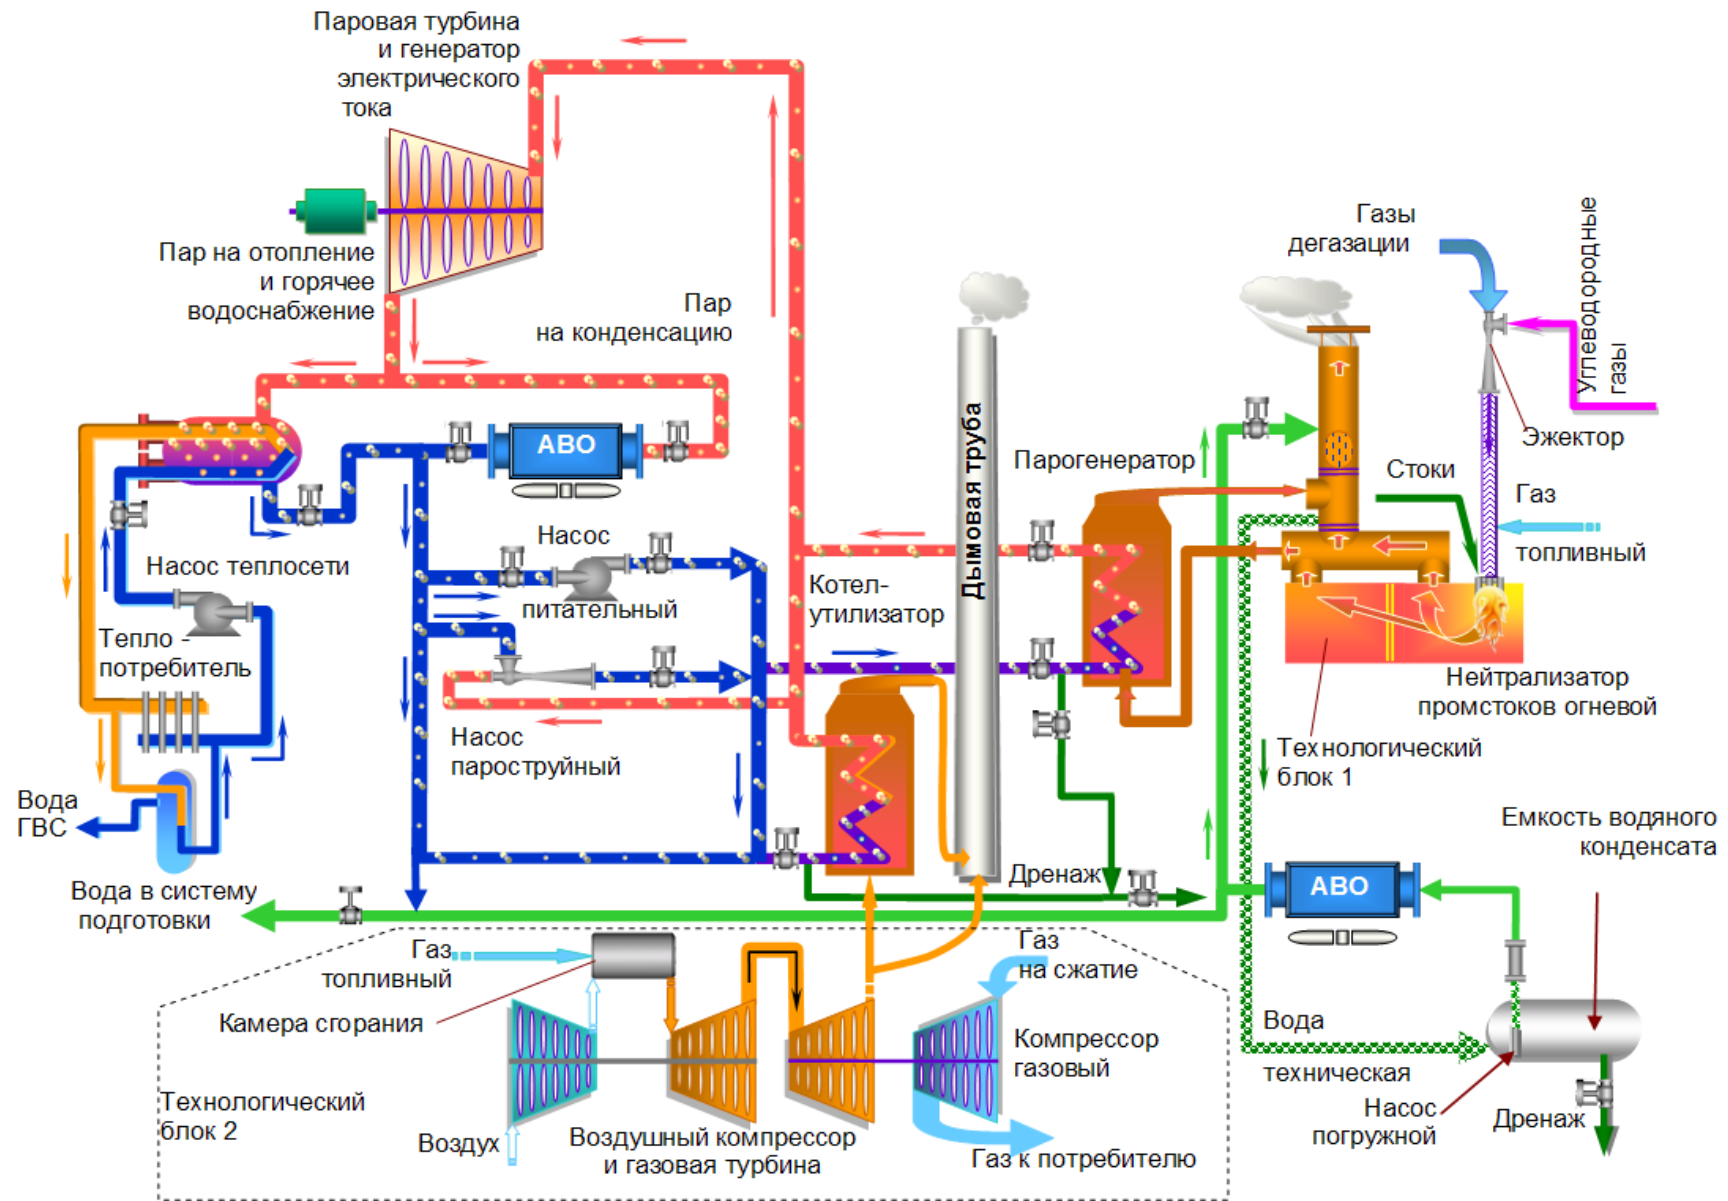 Паровая турбина
и генератор
электрического
тока
Пар на отопление
и горячее
водоснабжение
Пар
на конденсацию
Газы
дегазации
Углеводородные
газы
Эжектор
АВО
Дымовая труба
Парогенератор
Стоки
Газ
топливный
Насос
питательный
Насос теплосети
Котел-
утилизатор
Тепло -
потребитель
Насос
пароструйный
Нейтрализатор
промстоков огневой
Технологический
блок 1
Вода
ГВС
Емкость водяного
конденсата
Вода в систему
подготовки
Дренаж
АВО
Газ
топливный
Газ
на сжатие
Камера сгорания
Компрессор
газовый
Вода
техническая
Технологический
блок 2
Воздух
Воздушный компрессор
и газовая турбина
Газ к потребителю
Насос
погружной
Дренаж